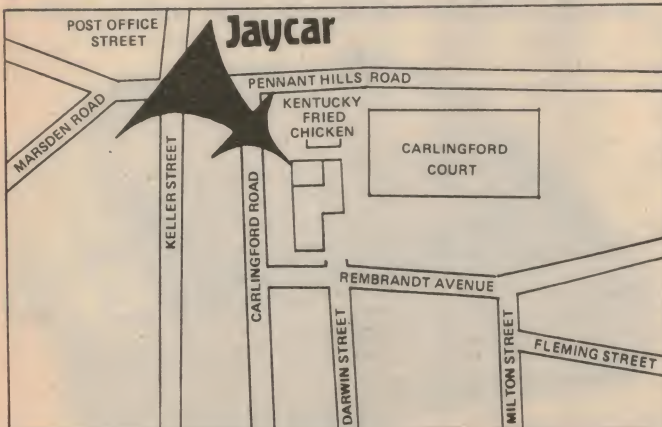 POST OFFICE
STREET
Jaycar
PENNANT HILLS ROAD
KENTUCKY
FRIED
CHICKEN
MARSDEN ROAD
CARLINGFORD
COURT
KELLER STREET
CARLINGFORD ROAD
REMBRANDT AVENUE
DARWIN STREET
MILTON STREET
FLEMING STREET